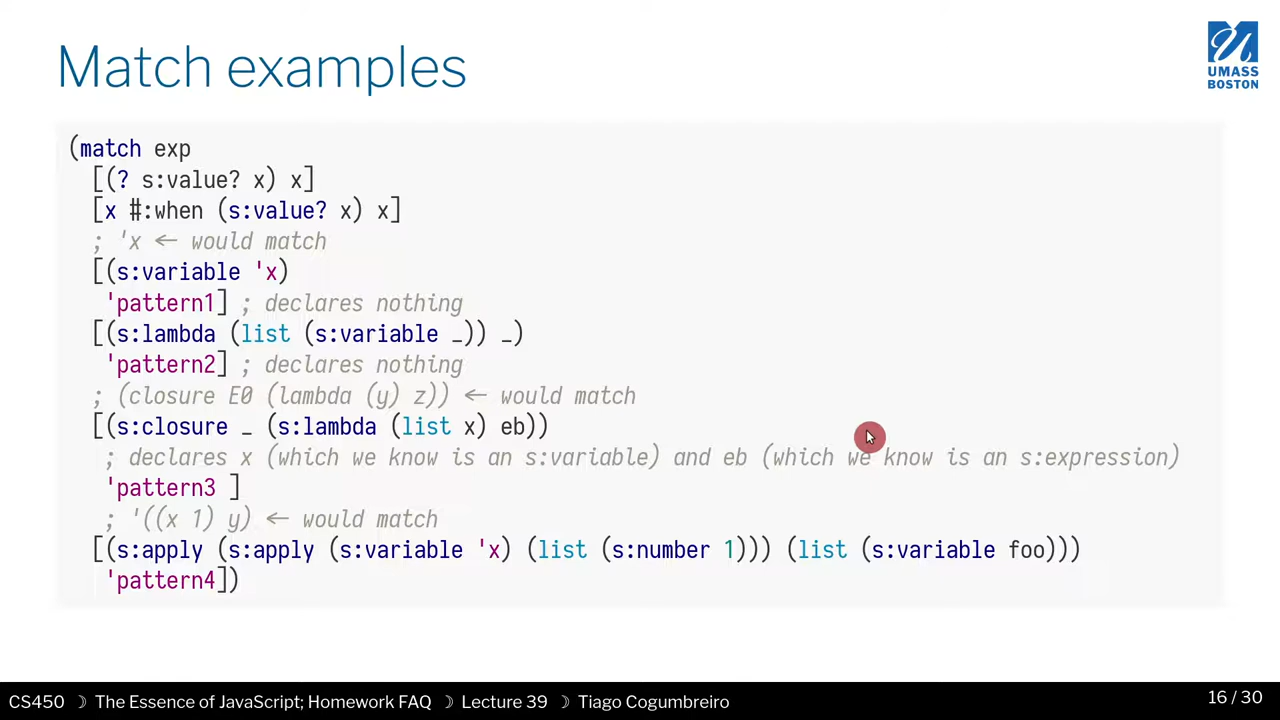 Match examples
UMASS
BOSTON
(match exp
[(? s:value? x) x]
[x #:when (s:value? x) x]
; 'x ← would match
[(s:variable 'x)
'pattern1] ; declares nothing
[(s:lambda (list (s:variable _)) _)
'pattern2] ; declares nothing
; (closure E0 (lambda (y) z)) ← would match
[(s:closure _ (s:lambda (list x) eb))
; declares x (which we know is an s:variable) and eb (which we know is an s:expression)
'pattern3 ]
; '((x 1) y) ← would match
[(s:apply (s:apply (s:variable 'x) (list (s:number 1))) (list (s:variable foo)))
'pattern4])
CS450 ☽ The Essence of JavaScript; Homework FAQ ☽ Lecture 39 ☽ Tiago Cogumbreiro
16 / 30